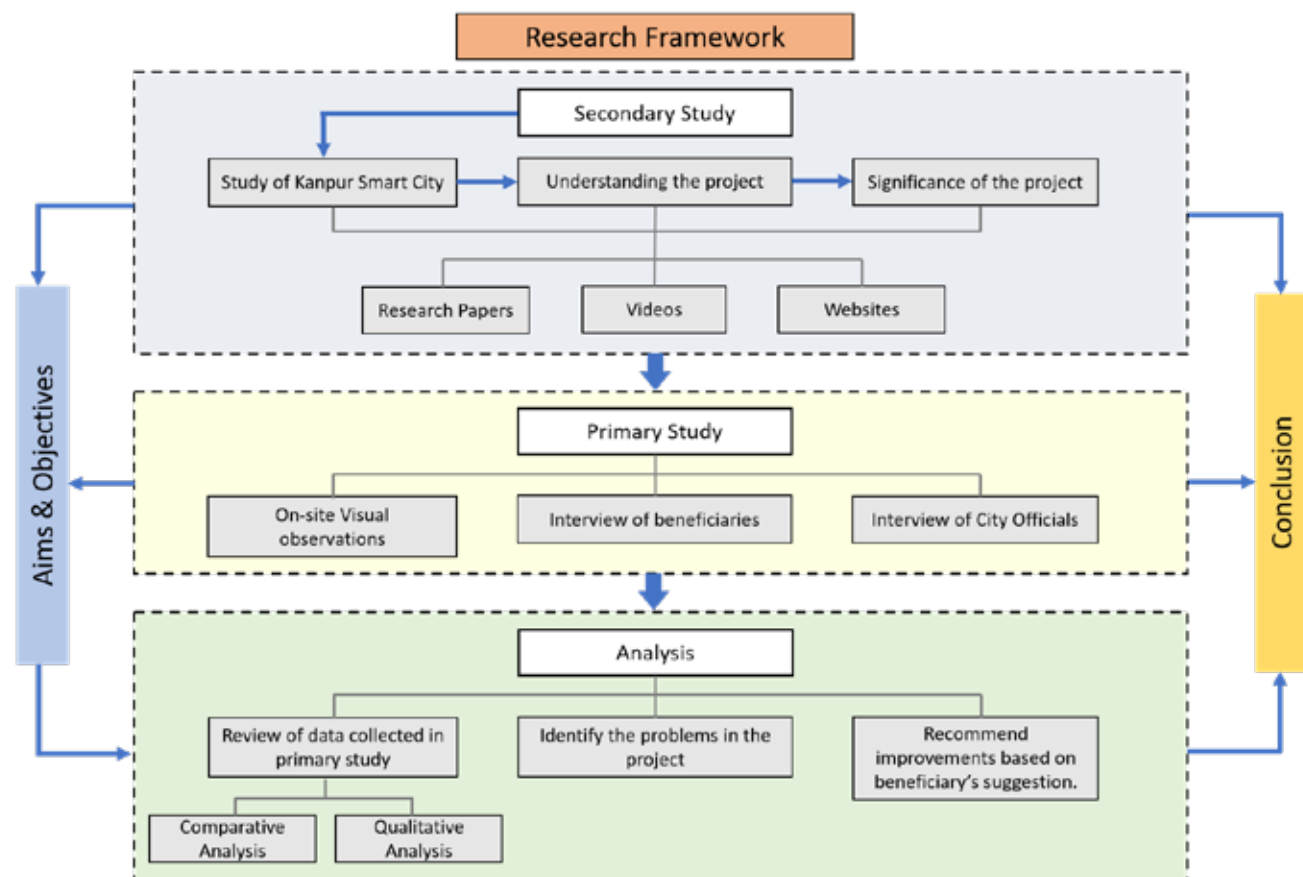 Research Framework
Secondary Study
Study of Kanpur Smart City
Understanding the project
Significance of the project
Research Papers
Videos
Websites
Aims & Objectives
Conclusion
Primary Study
On-site Visual
observations
Interview of beneficiaries
Interview of City Officials
Analysis
Review of data collected in
primary study
Identify the problems in the
project
Recommend
improvements based on
beneficiary's suggestion.
Comparative
Analysis
Qualitative
Analysis